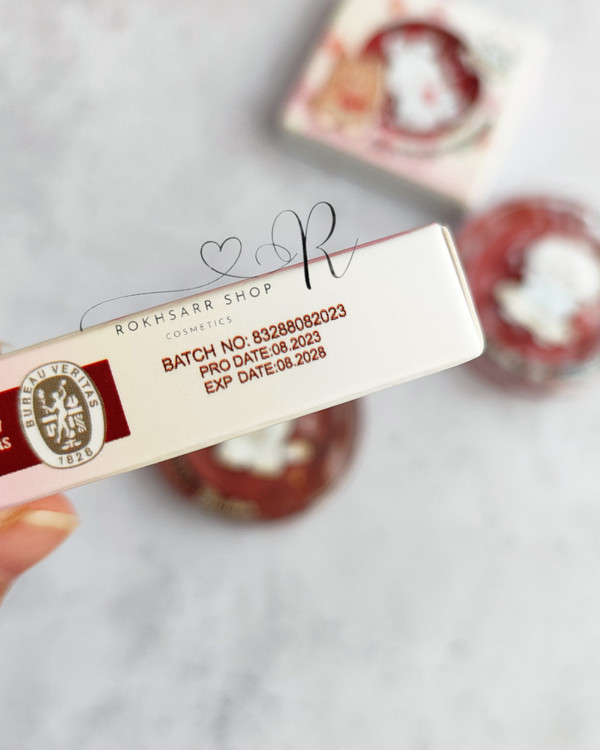 R
ROKHSARR SHOP
COSMETICS
BATCH NO: 83288082023
PRO DATE:08.2023
EXP DATE:08.2028
BUREAU VERITAS
1828